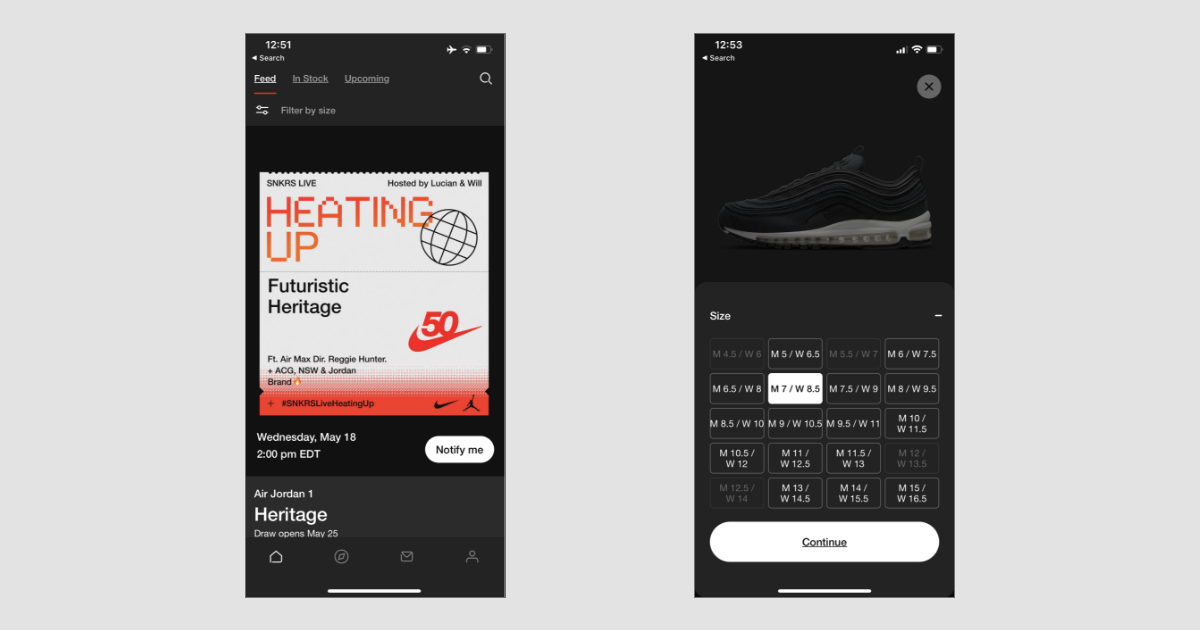 12:51
◀ Search
Feed
In Stock
Upcoming
Filter by size
SNKRS LIVE
Hosted by Lucian & Will
HEATING
UP
Futuristic
Heritage
50
Ft. Air Max Dir. Reggie Hunter.
+ ACG, NSW & Jordan
Brand🔥
+ #SNKRSLiveHeatingUp
Wednesday, May 18
2:00 pm EDT
Notify me
Air Jordan 1
Heritage
Draw opens May 25
12:53
◀ Search
Size
M 4.5 / W 6
M 5 / W 6.5
M 5.5 / W 7
M 6 / W 7.5
M 6.5 / W 8
M 7 / W 8.5
M 7.5 / W 9
M 8 / W 9.5
M 8.5 / W 10
M 9 / W 10.5
M 9.5 / W 11
M 10 /
W 11.5
M 10.5 /
W 12
M 11 /
W 12.5
M 11.5 /
W 13
M 12 /
W 13.5
M 12.5 /
W 14
M 13 /
W 14.5
M 14 /
W 15.5
M 15 /
W 16.5
Continue